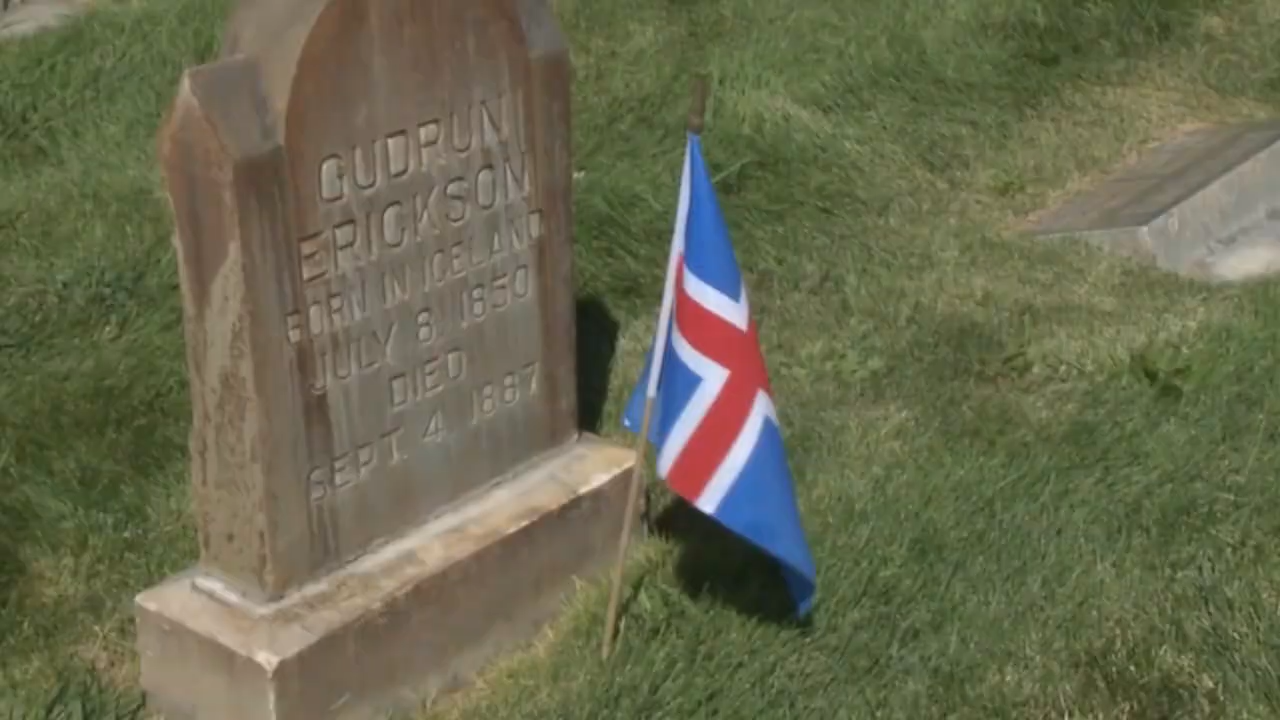 GUDRUN
ERICKSON
BORN IN ICELAND
JULY 8, 1850
DIED
SEPT. 4, 1887